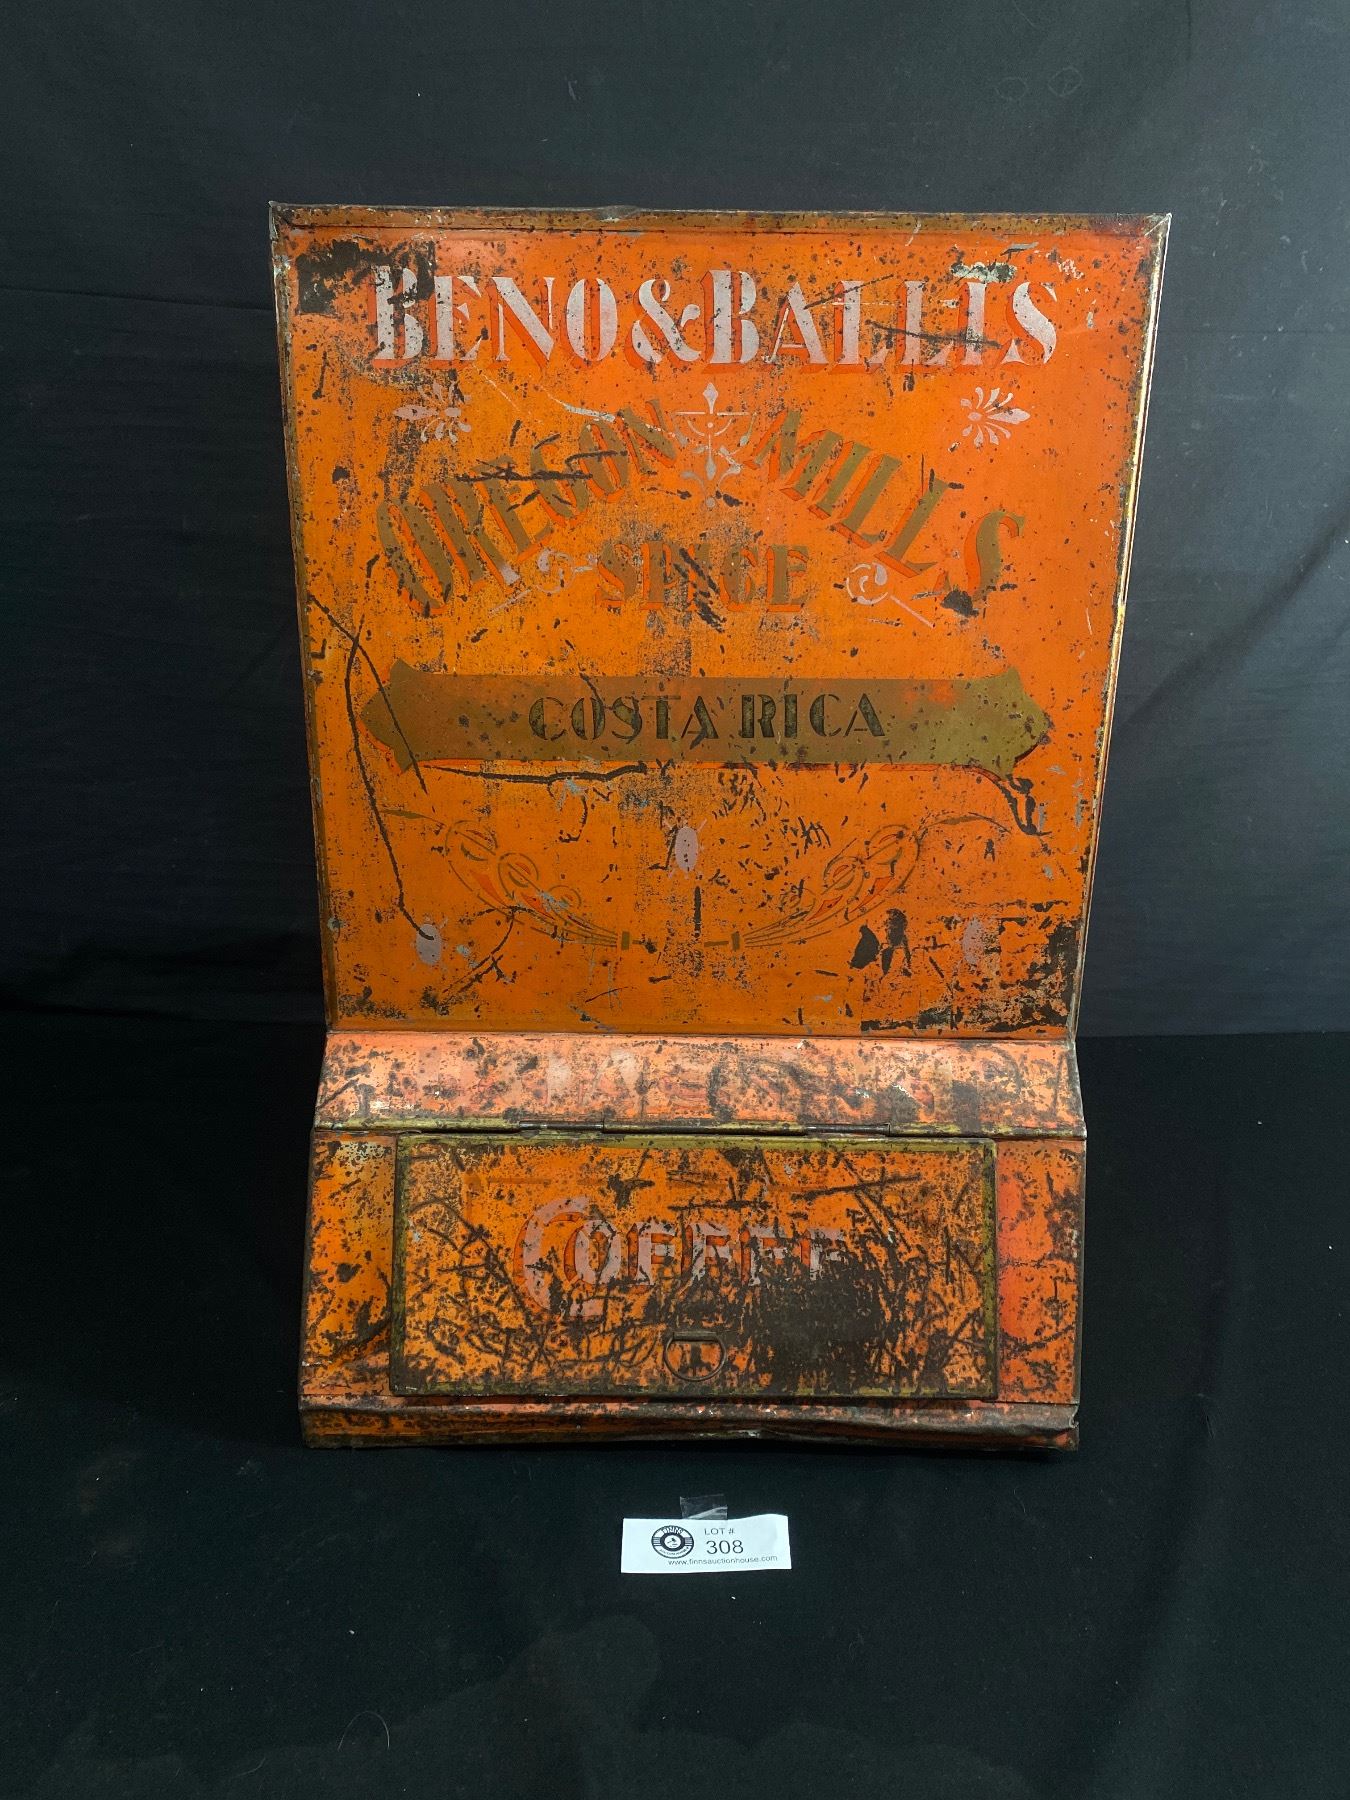 BENO & BALLIS
OREGON MILLS
SPICE
COSTA RICA
COFFEE
LOT #
308
www.finnsauctionhouse.com